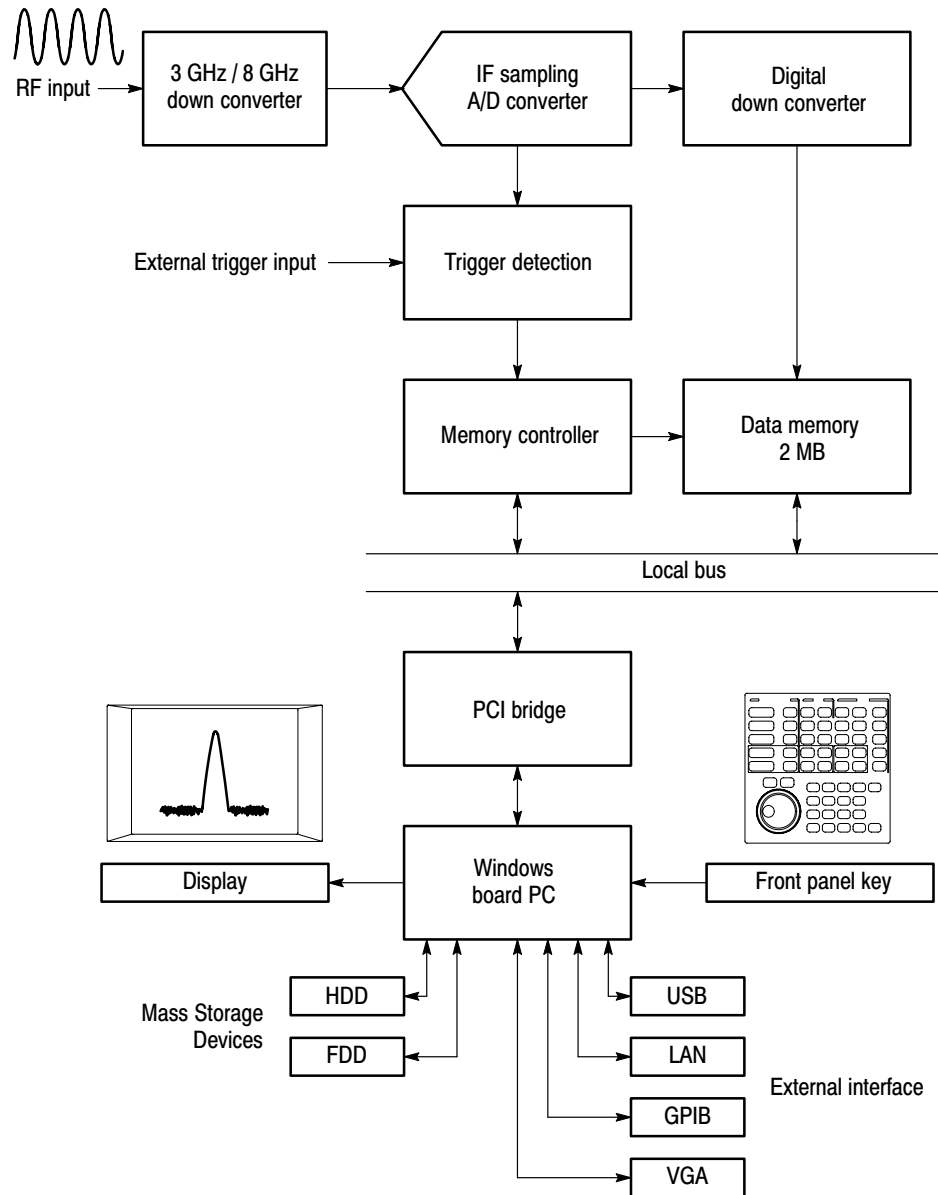 RF input
3 GHz / 8 GHz
down converter
IF sampling
A/D converter
Digital
down converter
External trigger input
Trigger detection
Memory controller
Data memory
2 MB
Local bus
PCI bridge
Display
Windows
board PC
Front panel key
Mass Storage
Devices
HDD
FDD
USB
LAN
GPIB
VGA
External interface